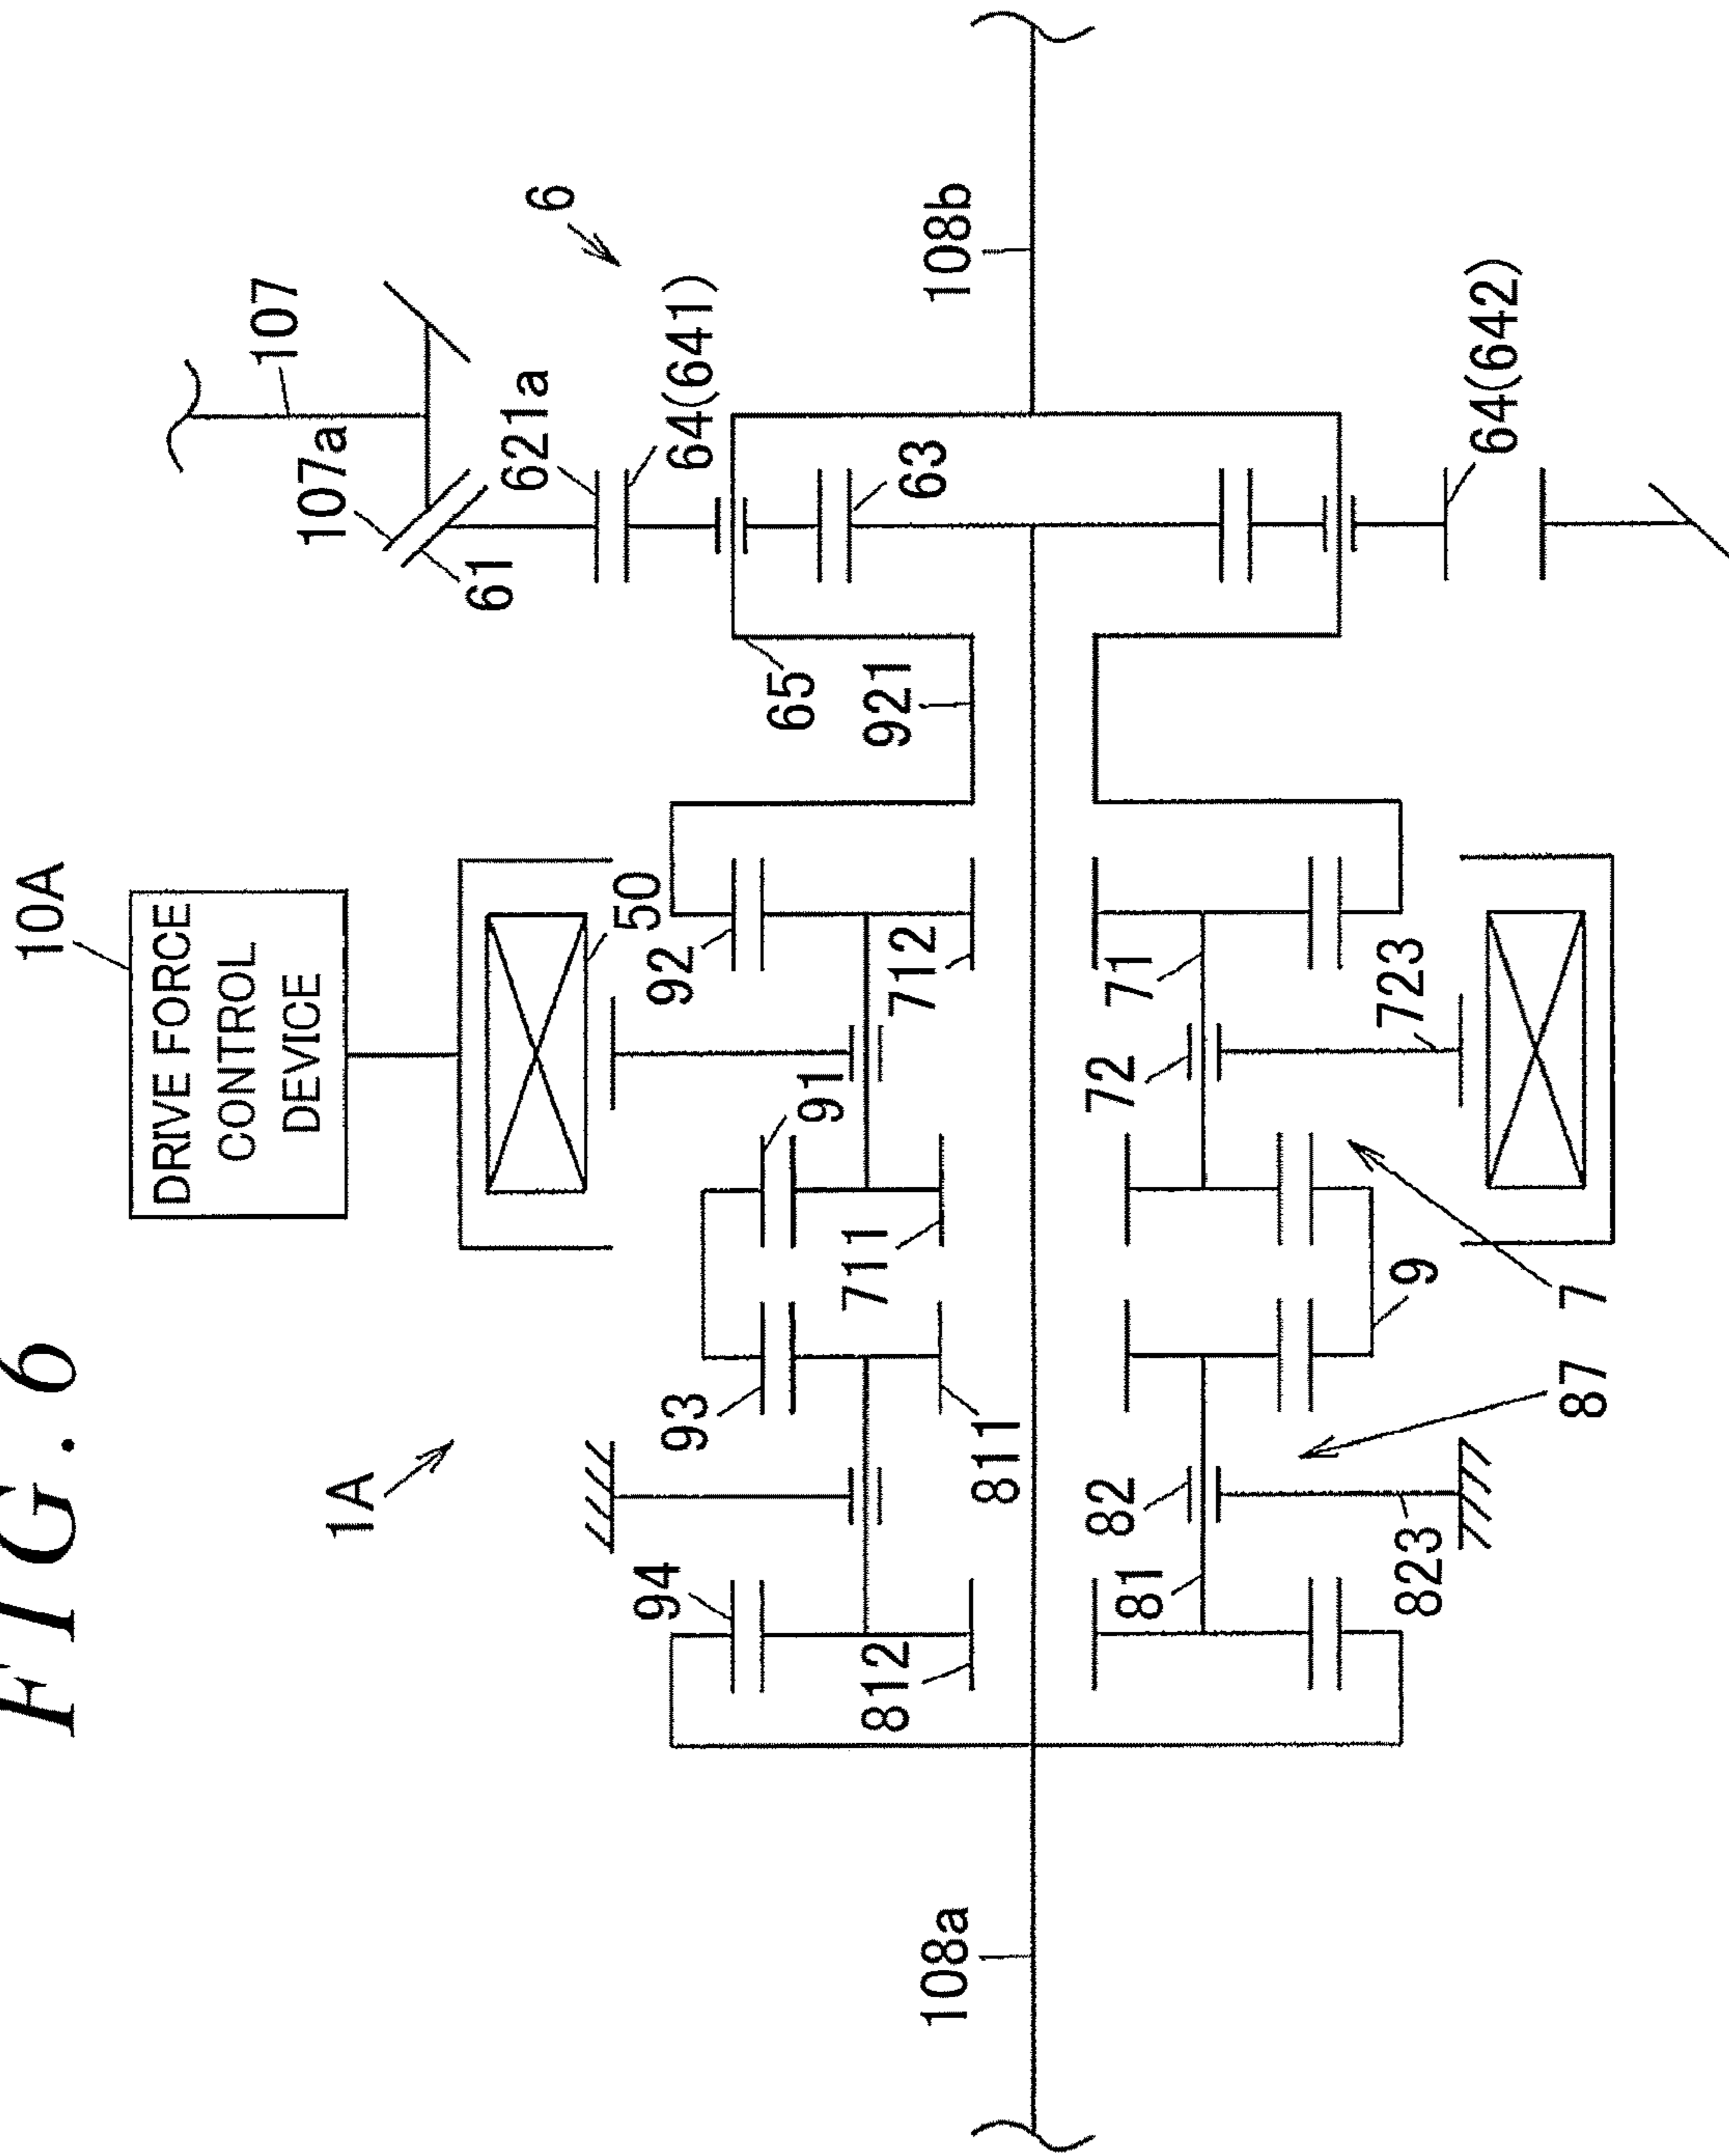 FIG. 6
10A
DRIVE FORCE
CONTROL
DEVICE
1A
107
107a
61
621a
6
64(641)
50
92
65
63
91
93
94
921
712
711
811
812
108a
108b
71
72
82
81
723
9
823
7
87
64(642)